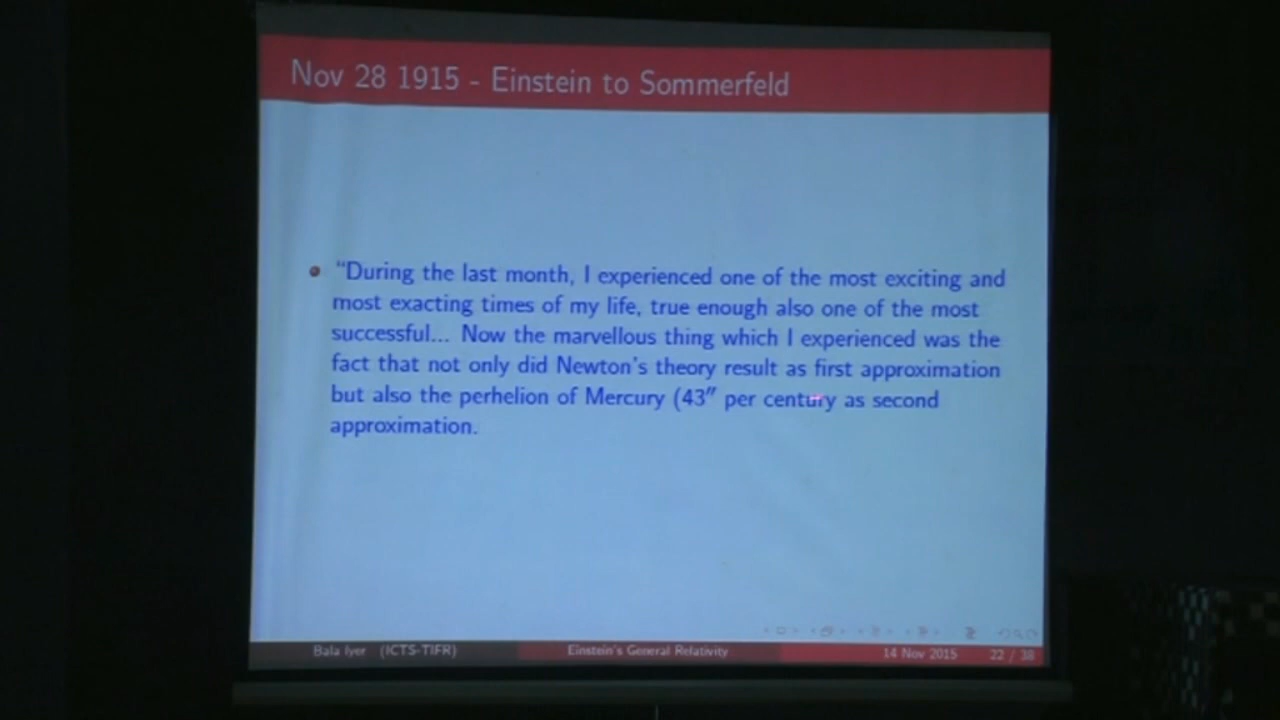 Nov 28 1915 - Einstein to Sommerfeld
“During the last month, I experienced one of the most exciting and
most exacting times of my life, true enough also one of the most
successful... Now the marvellous thing which I experienced was the
fact that not only did Newton's theory result as first approximation
but also the perhelion of Mercury (43″ per century as second
approximation.
Bala Iyer (ICTS-TIFR) Einstein's General Relativity 14 Nov 2015 22 / 38